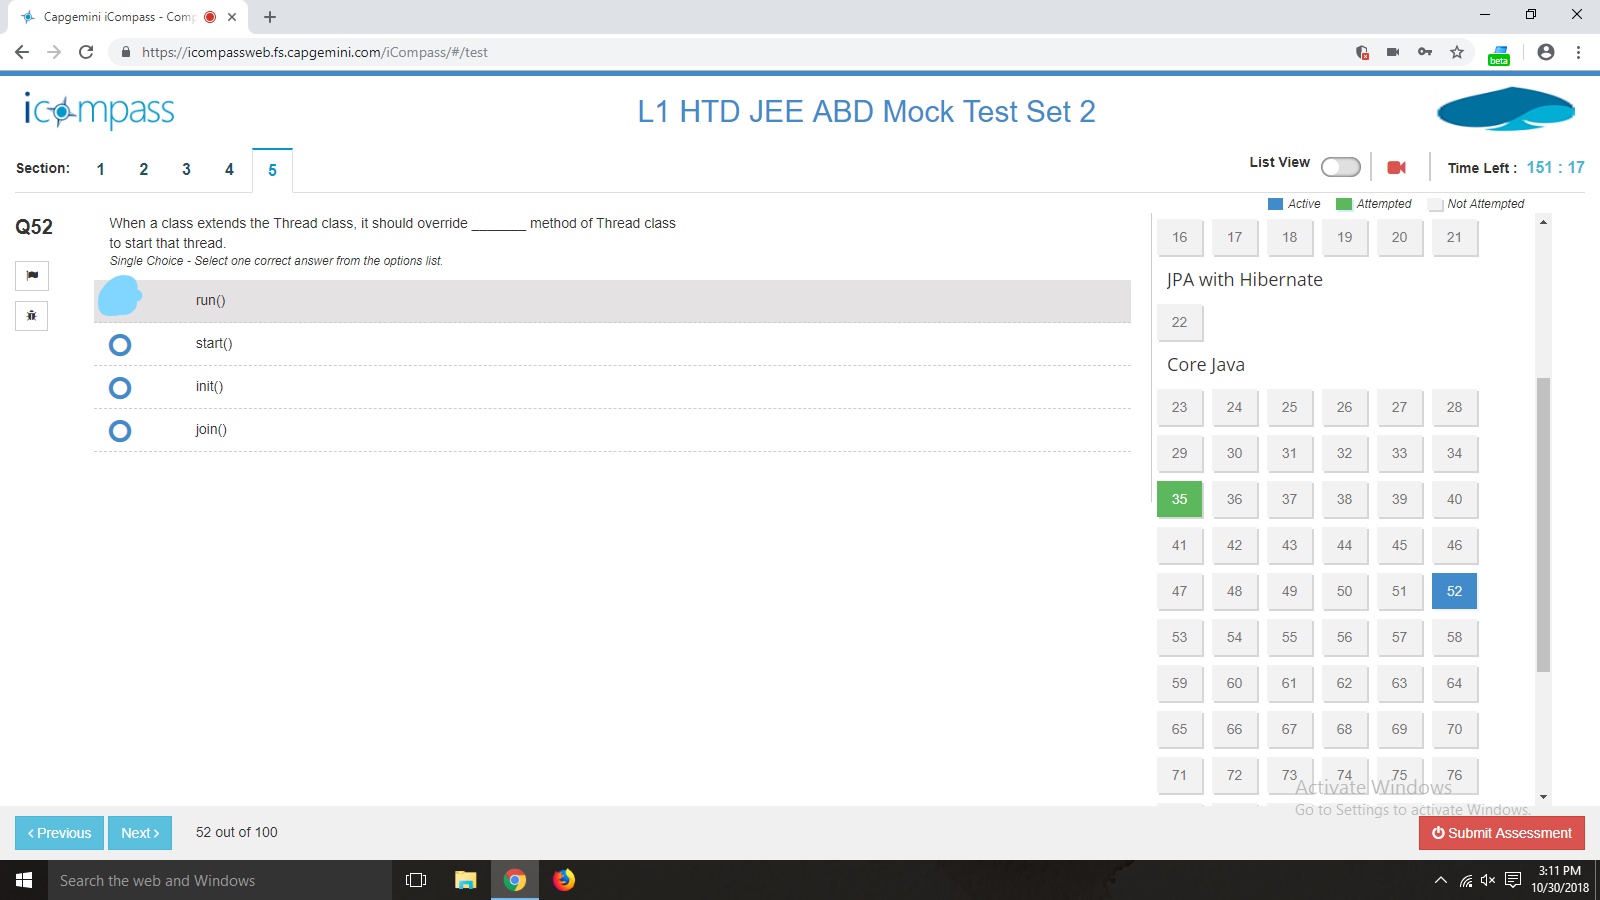 Capgemini iCompass - Comp
https://icompassweb.fs.capgemini.com/iCompass/#/test
beta
icompass
L1 HTD JEE ABD Mock Test Set 2
Section: 1 2 3 4 5
List View
Time Left : 151 : 17
Active Attempted Not Attempted
Q52
When a class extends the Thread class, it should override _______ method of Thread class
to start that thread.
Single Choice - Select one correct answer from the options list.
run()
start()
init()
join()
16 17 18 19 20 21
JPA with Hibernate
22
Core Java
23 24 25 26 27 28
29 30 31 32 33 34
35 36 37 38 39 40
41 42 43 44 45 46
47 48 49 50 51 52
53 54 55 56 57 58
59 60 61 62 63 64
65 66 67 68 69 70
71 72 73 74 75 76
Activate Windows
Go to Settings to activate Windows.
‹ Previous
Next ›
52 out of 100
Submit Assessment
Search the web and Windows
3:11 PM
10/30/2018